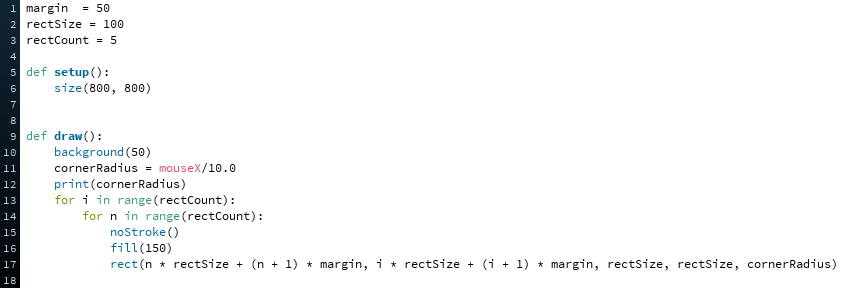 1 margin  = 50
2 rectSize = 100
3 rectCount = 5
4
5 def setup():
6     size(800, 800)
7
8
9 def draw():
10     background(50)
11     cornerRadius = mouseX/10.0
12     print(cornerRadius)
13     for i in range(rectCount):
14         for n in range(rectCount):
15             noStroke()
16             fill(150)
17             rect(n * rectSize + (n + 1) * margin, i * rectSize + (i + 1) * margin, rectSize, rectSize, cornerRadius)
18